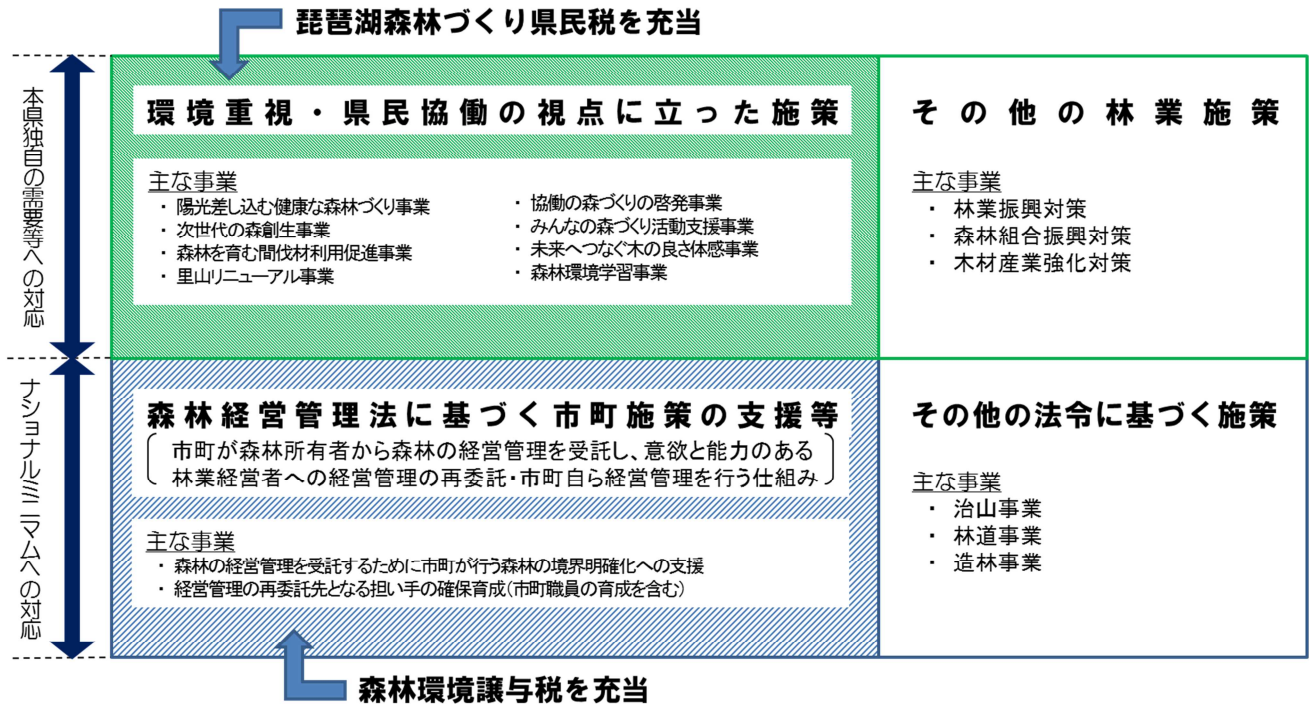 琵琶湖森林づくり県民税を充当
本県独自の需要等への対応
環境重視・県民協働の視点に立った施策
主な事業
・ 陽光差し込む健康な森林づくり事業
・ 次世代の森創生事業
・ 森林を育む間伐材利用促進事業
・ 里山リニューアル事業
・ 協働の森づくりの啓発事業
・ みんなの森づくり活動支援事業
・ 未来へつなぐ木の良さ体感事業
・ 森林環境学習事業
その他の林業施策
主な事業
・ 林業振興対策
・ 森林組合振興対策
・ 木材産業強化対策
ナショナルミニマムへの対応
森林経営管理法に基づく市町施策の支援等
市町が森林所有者から森林の経営管理を受託し、意欲と能力のある
林業経営者への経営管理の再委託・市町自ら経営管理を行う仕組み
主な事業
・ 森林の経営管理を受託するために市町が行う森林の境界明確化への支援
・ 経営管理の再委託先となる担い手の確保育成(市町職員の育成を含む)
その他の法令に基づく施策
主な事業
・ 治山事業
・ 林道事業
・ 造林事業
森林環境譲与税を充当